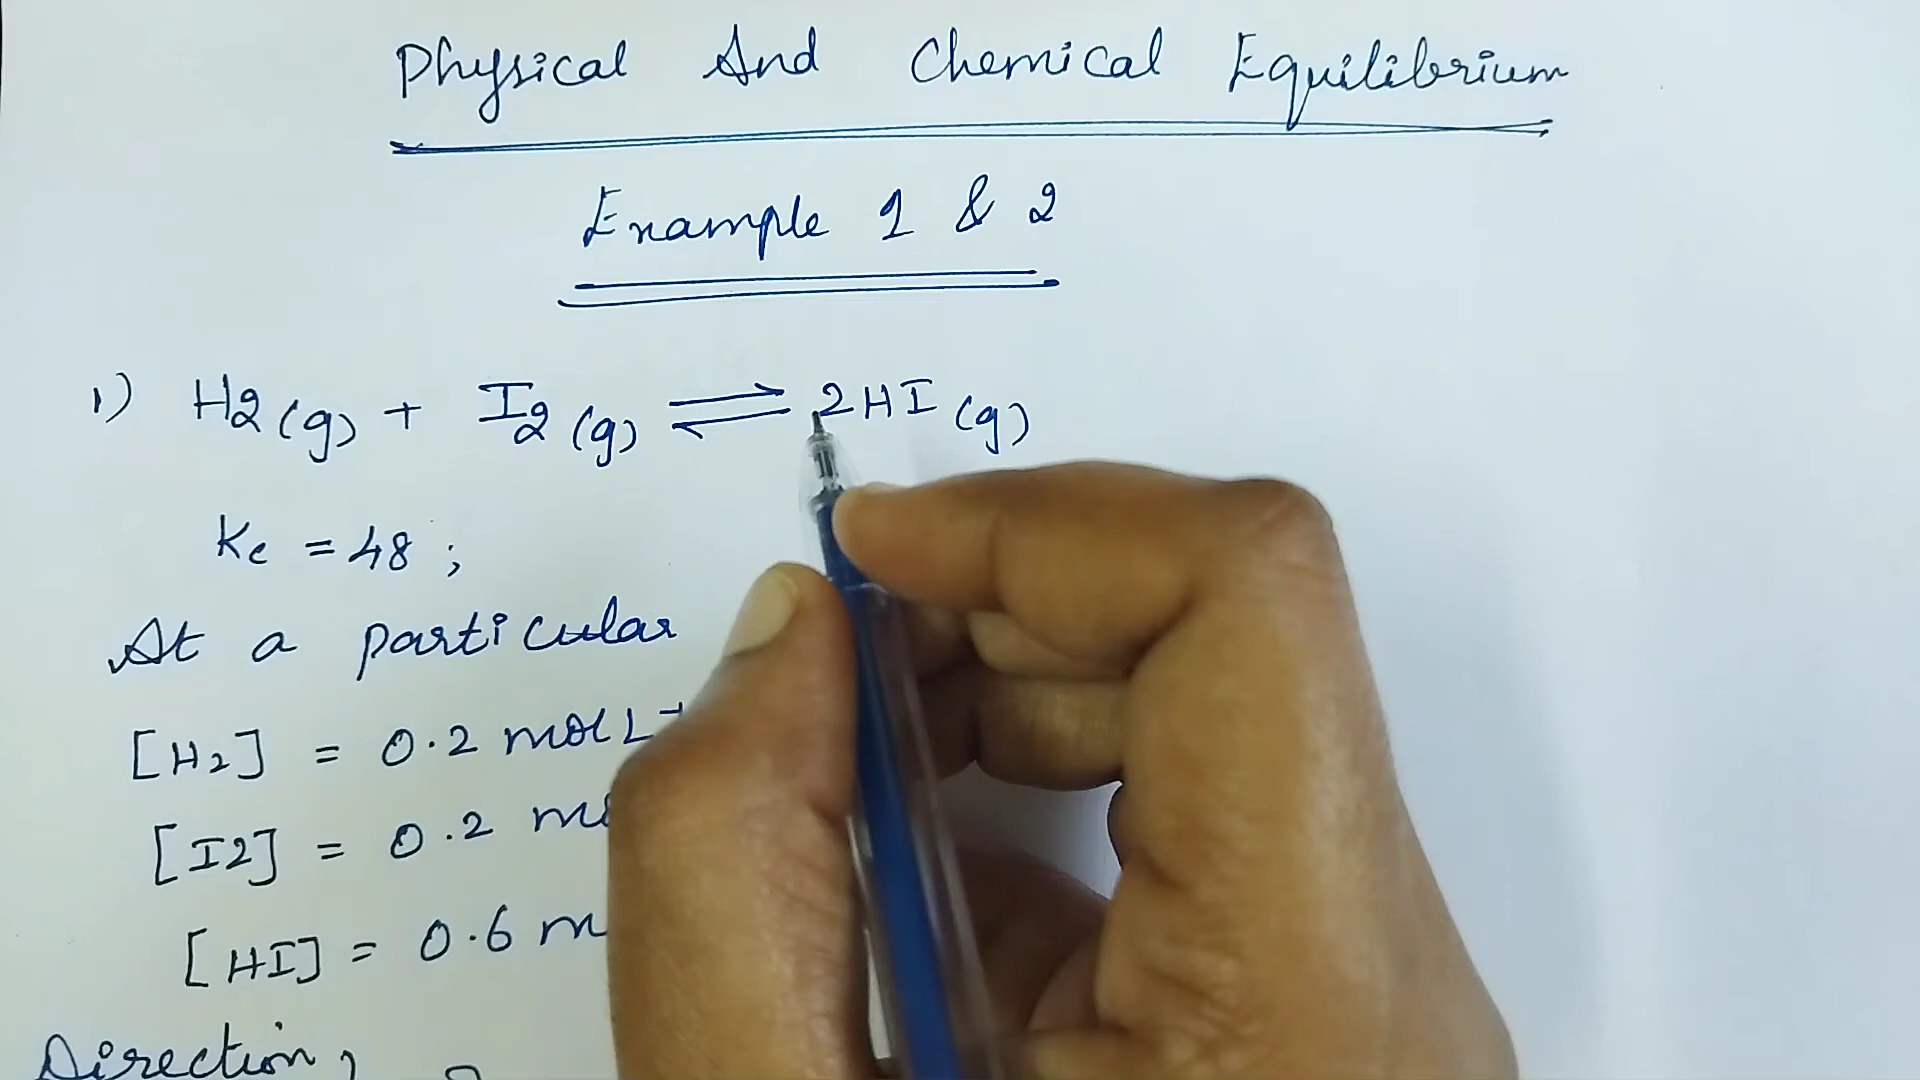 Physical And Chemical Equilibrium
Example 1 & 2
1) H2(g) + I2(g) ⇌ 2HI(g)
Kc = 48 ;
At a particular
[H2] = 0.2 mol L-1
[I2] = 0.2
[HI] = 0.6
Direction,